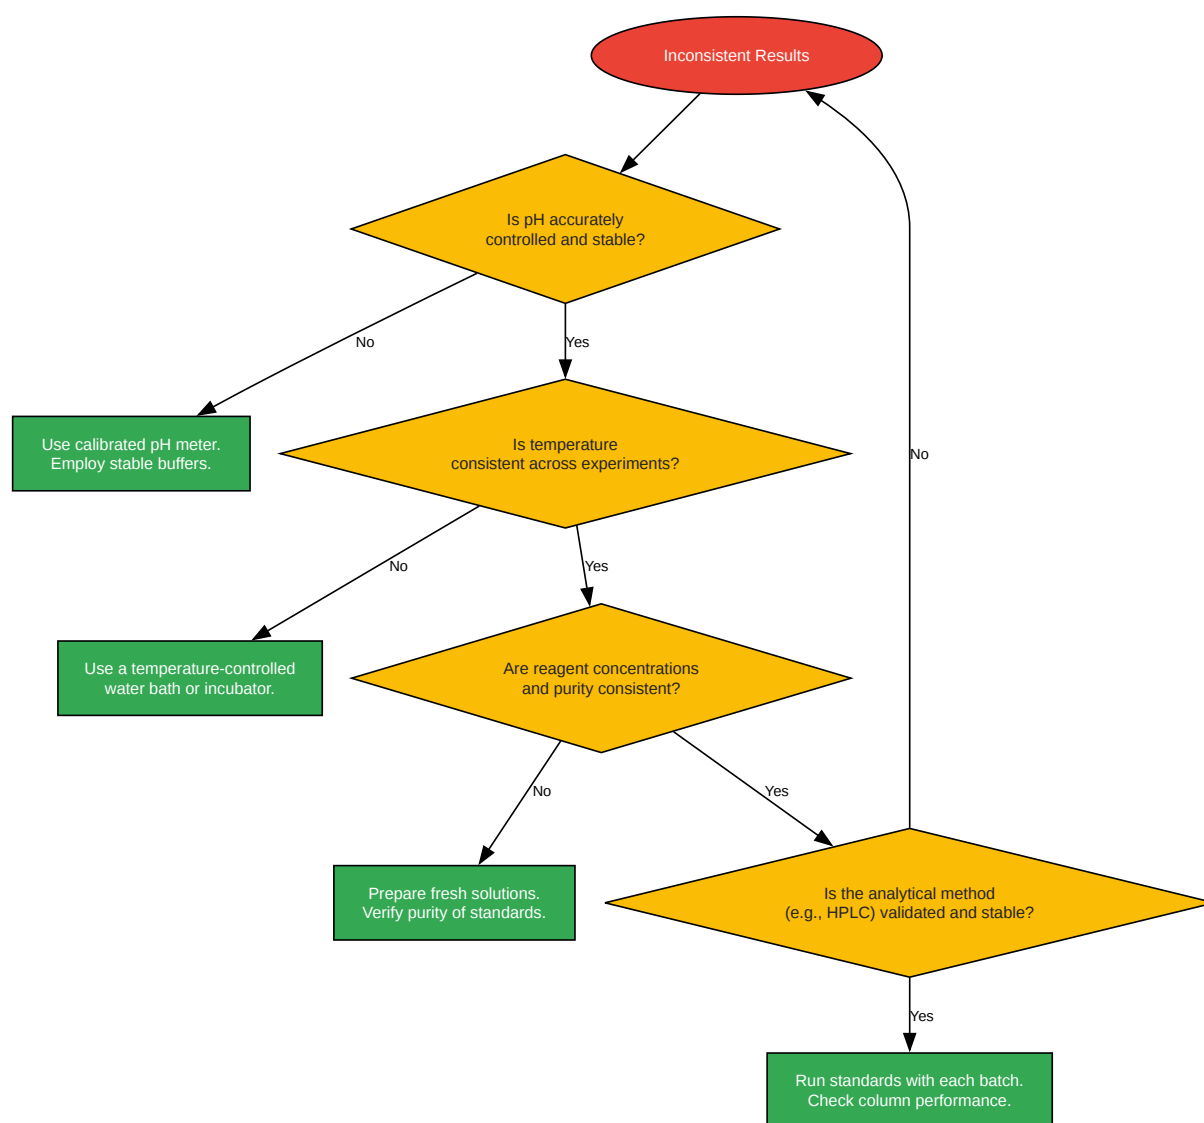 Inconsistent Results
Is pH accurately
controlled and stable?
No
Yes
Use calibrated pH meter.
Employ stable buffers.
Is temperature
consistent across experiments?
No
No
Yes
Use a temperature-controlled
water bath or incubator.
Are reagent concentrations
and purity consistent?
No
Yes
Prepare fresh solutions.
Verify purity of standards.
Is the analytical method
(e.g., HPLC) validated and stable?
Yes
Run standards with each batch.
Check column performance.